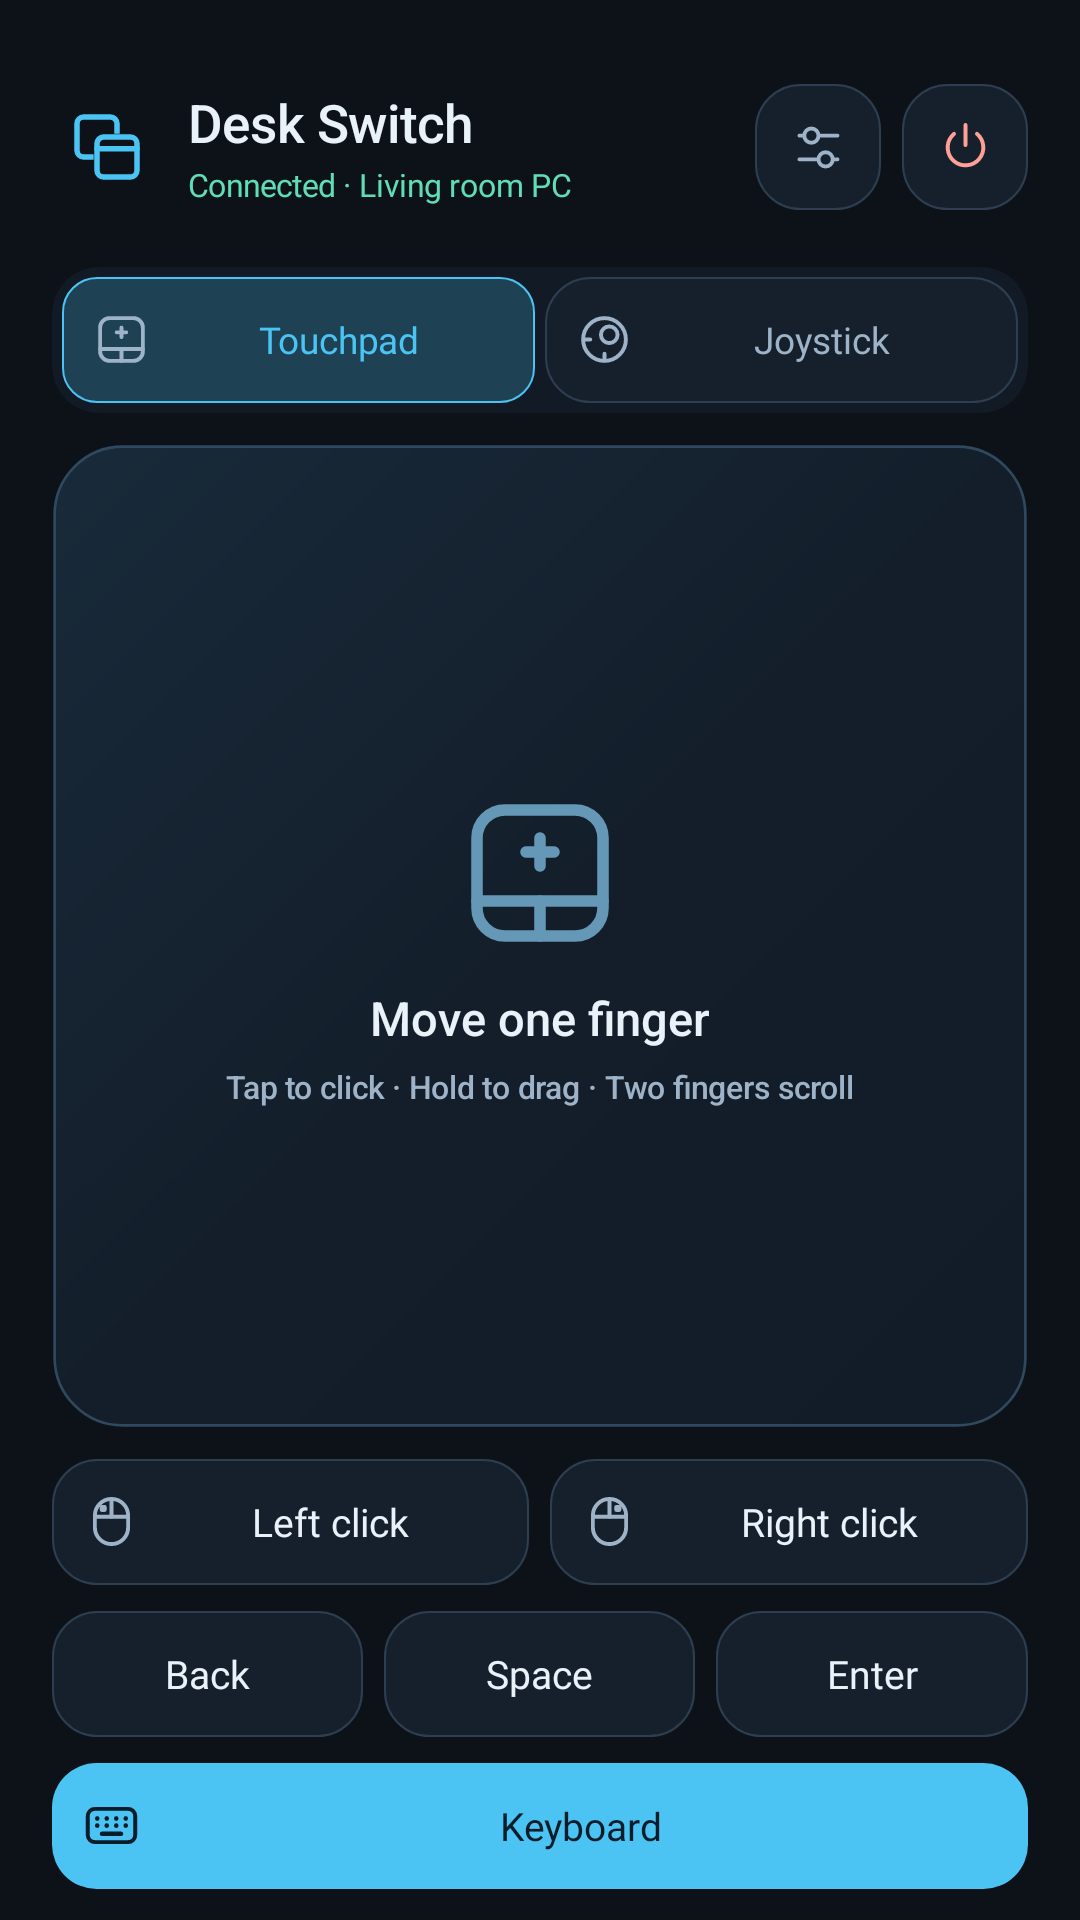 Desk Switch
Connected · Living room PC
Touchpad
Joystick
Move one finger
Tap to click · Hold to drag · Two fingers scroll
Left click
Right click
Back
Space
Enter
Keyboard